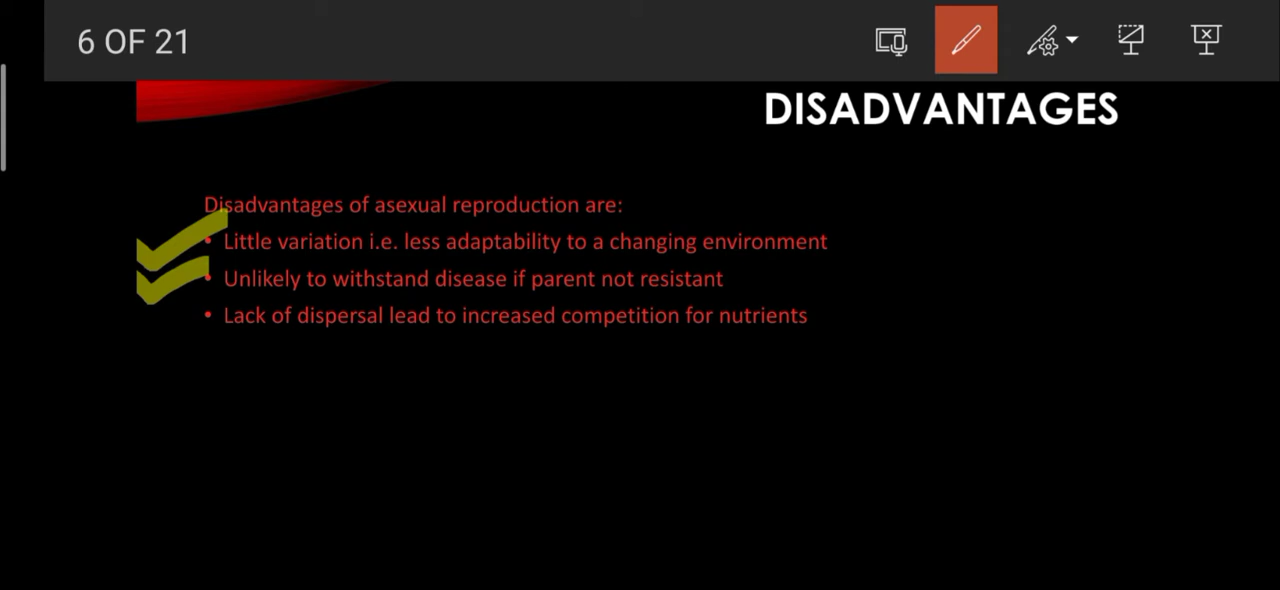 6 OF 21
DISADVANTAGES
Disadvantages of asexual reproduction are:
• Little variation i.e. less adaptability to a changing environment
• Unlikely to withstand disease if parent not resistant
• Lack of dispersal lead to increased competition for nutrients